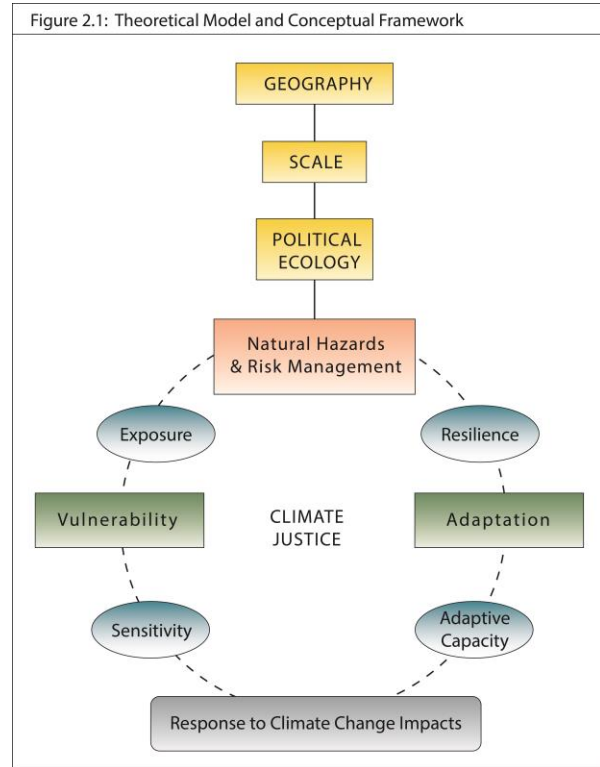 Figure 2.1: Theoretical Model and Conceptual Framework
GEOGRAPHY
SCALE
POLITICAL
ECOLOGY
Natural Hazards
& Risk Management
Exposure
Resilience
Vulnerability
CLIMATE
JUSTICE
Adaptation
Sensitivity
Adaptive
Capacity
Response to Climate Change Impacts